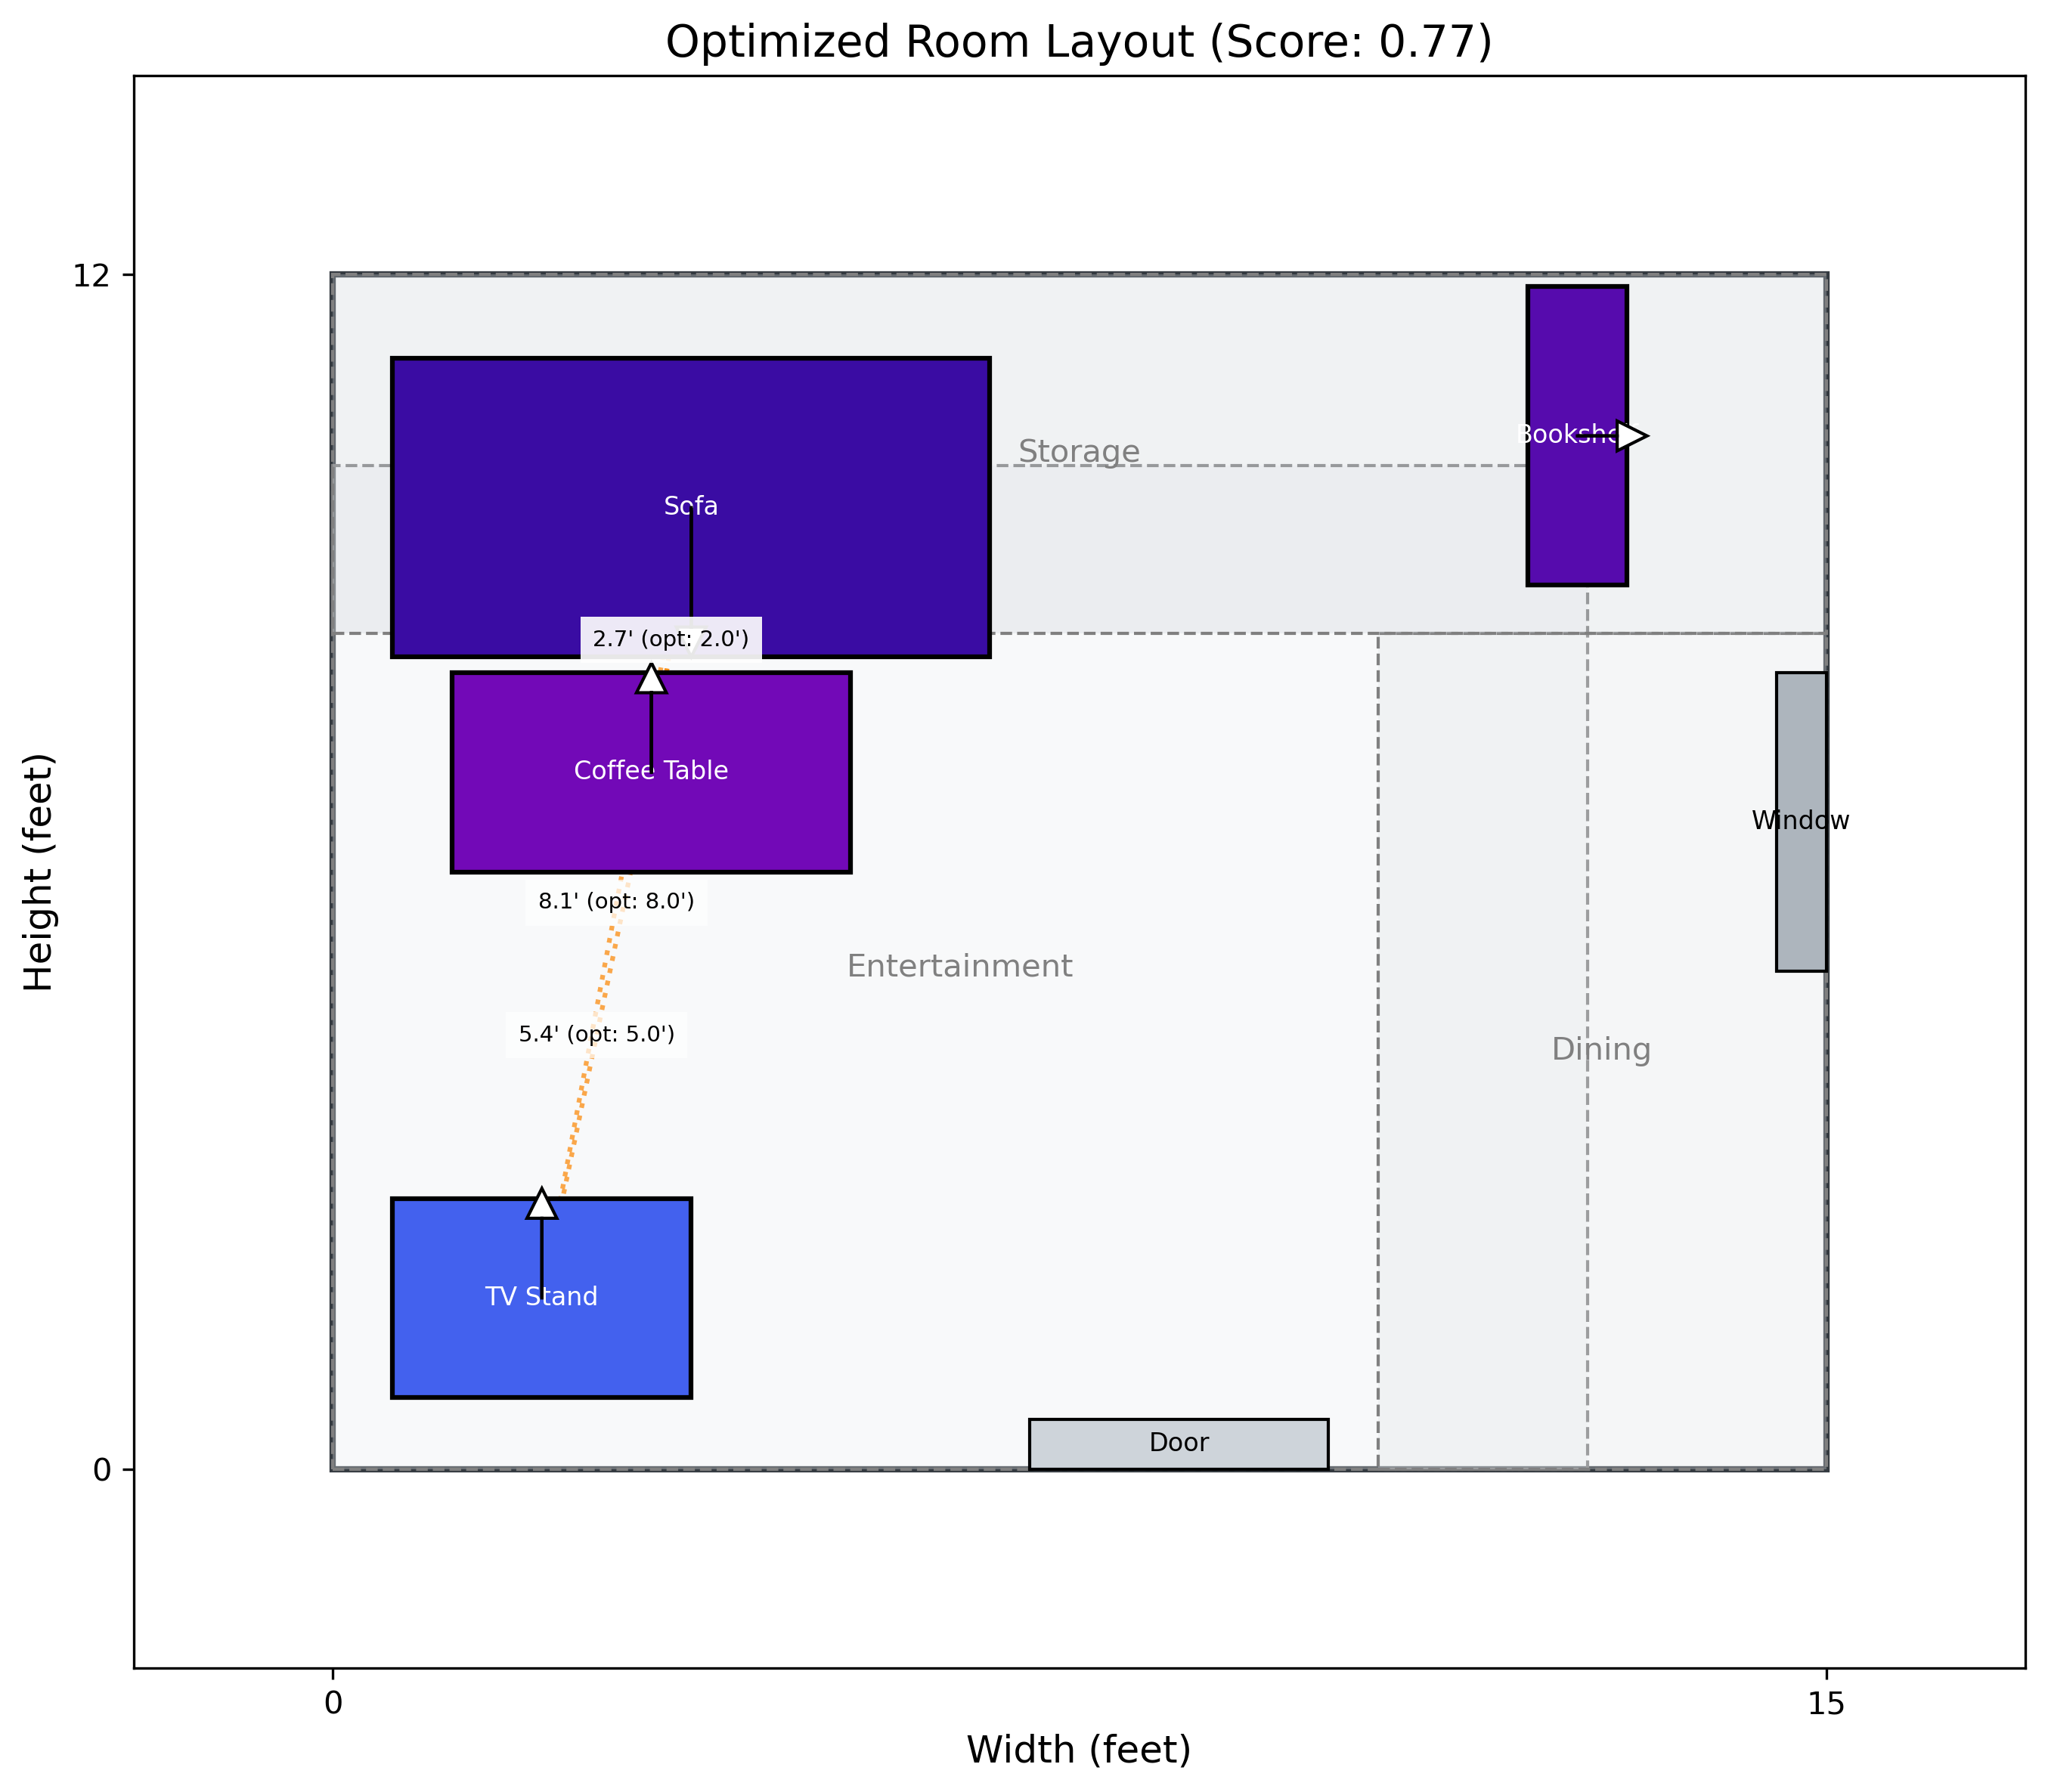 Optimized Room Layout (Score: 0.77)
12
Storage
Booksh
Sofa
2.7' (opt: 2.0')
Coffee Table
Window
8.1' (opt: 8.0')
Entertainment
5.4' (opt: 5.0')
Dining
TV Stand
Door
0
0
15
Width (feet)
Height (feet)